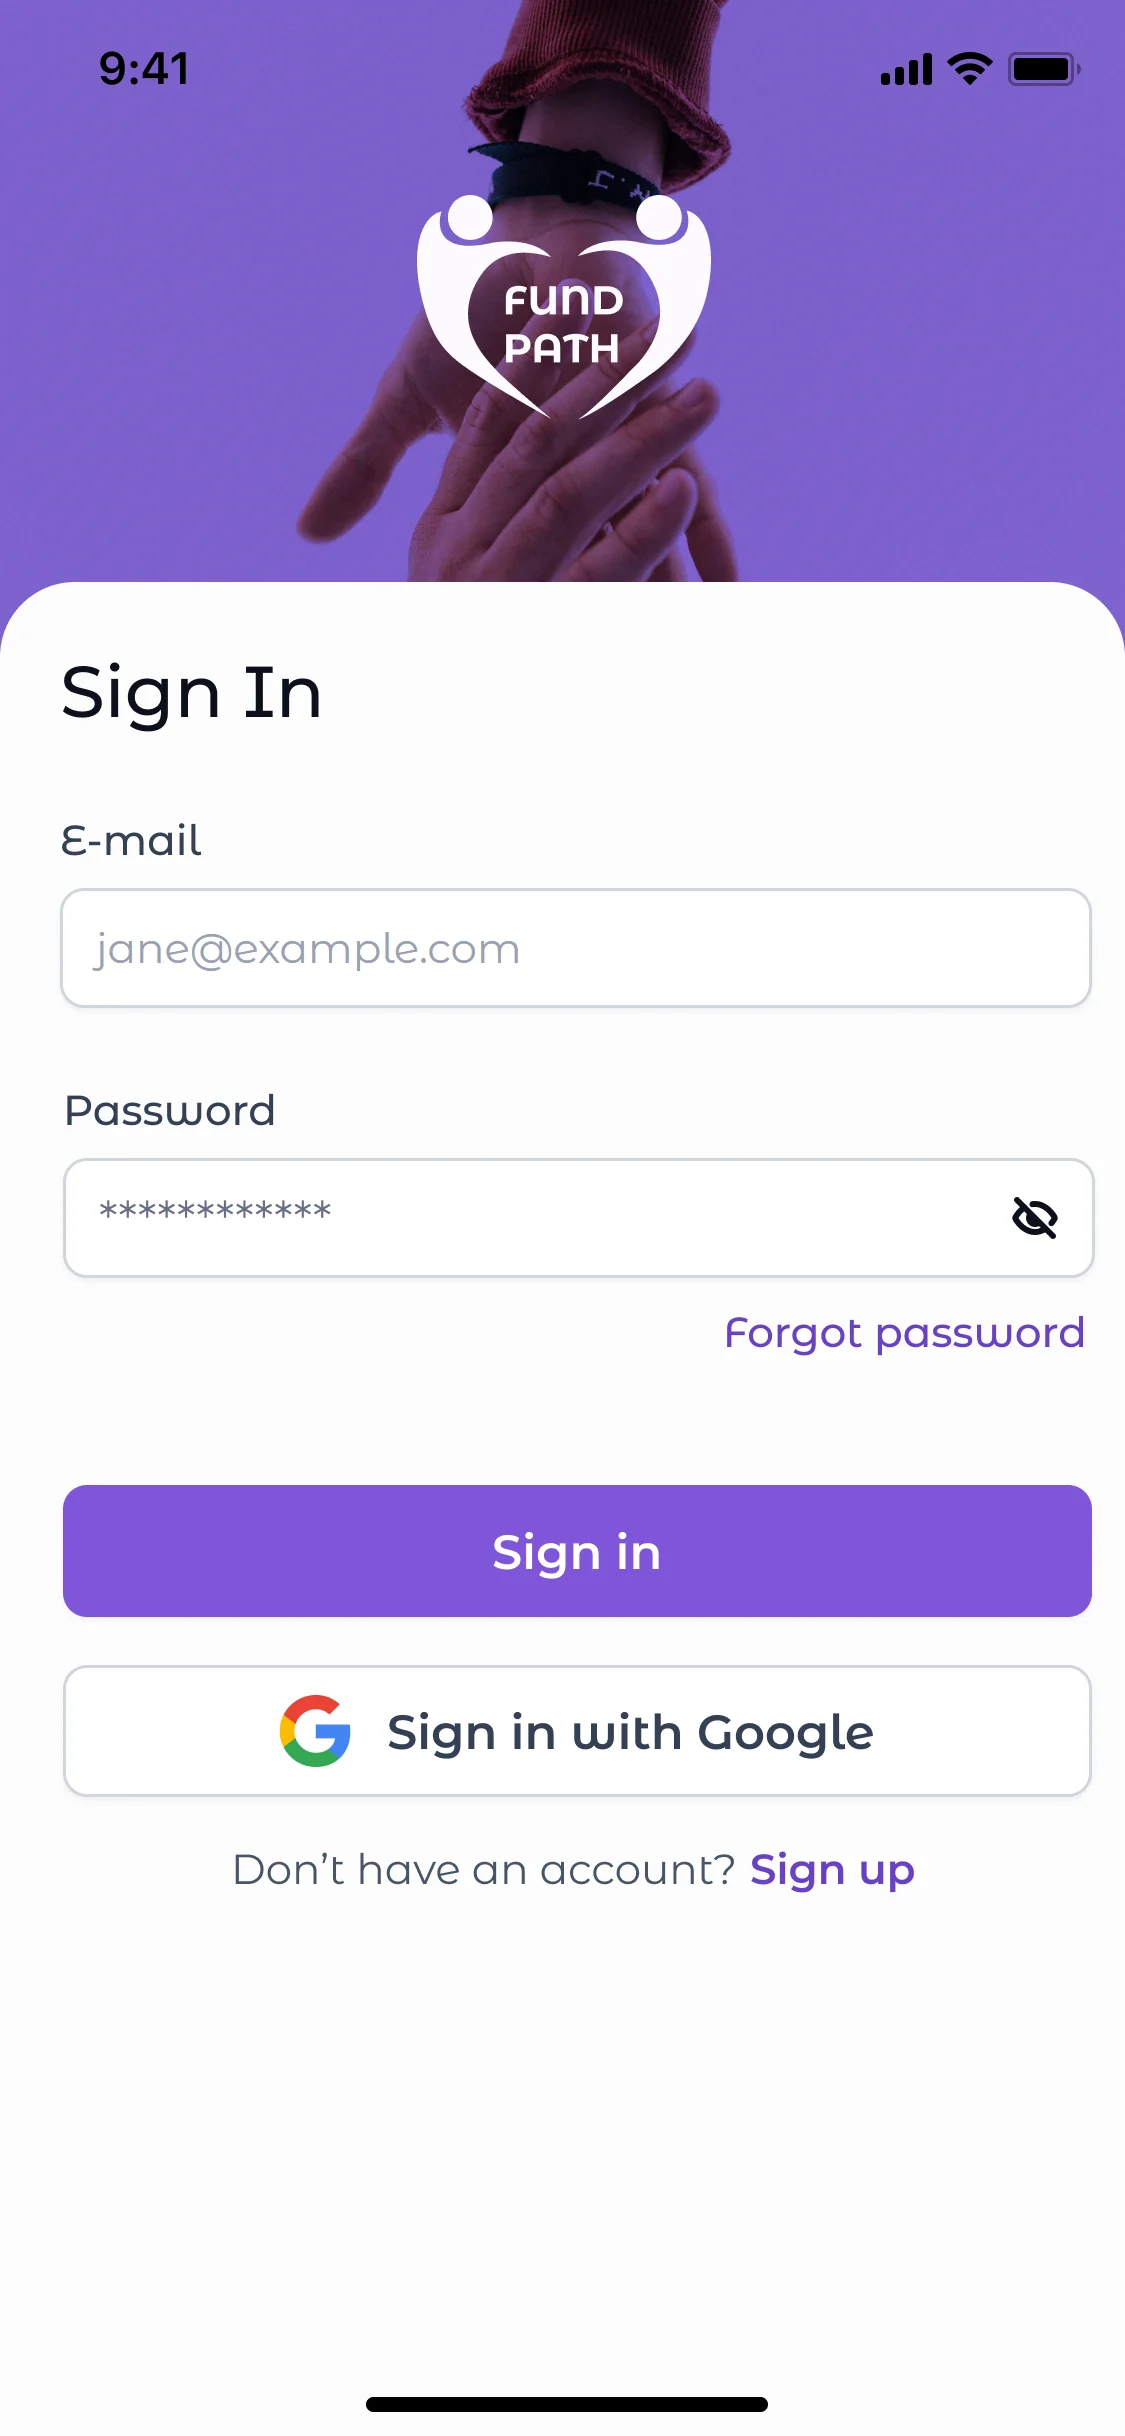 9:41
FUND
PATH
Sign In
E-mail
jane@example.com
Password
************
Forgot password
Sign in
Sign in with Google
Don’t have an account? Sign up